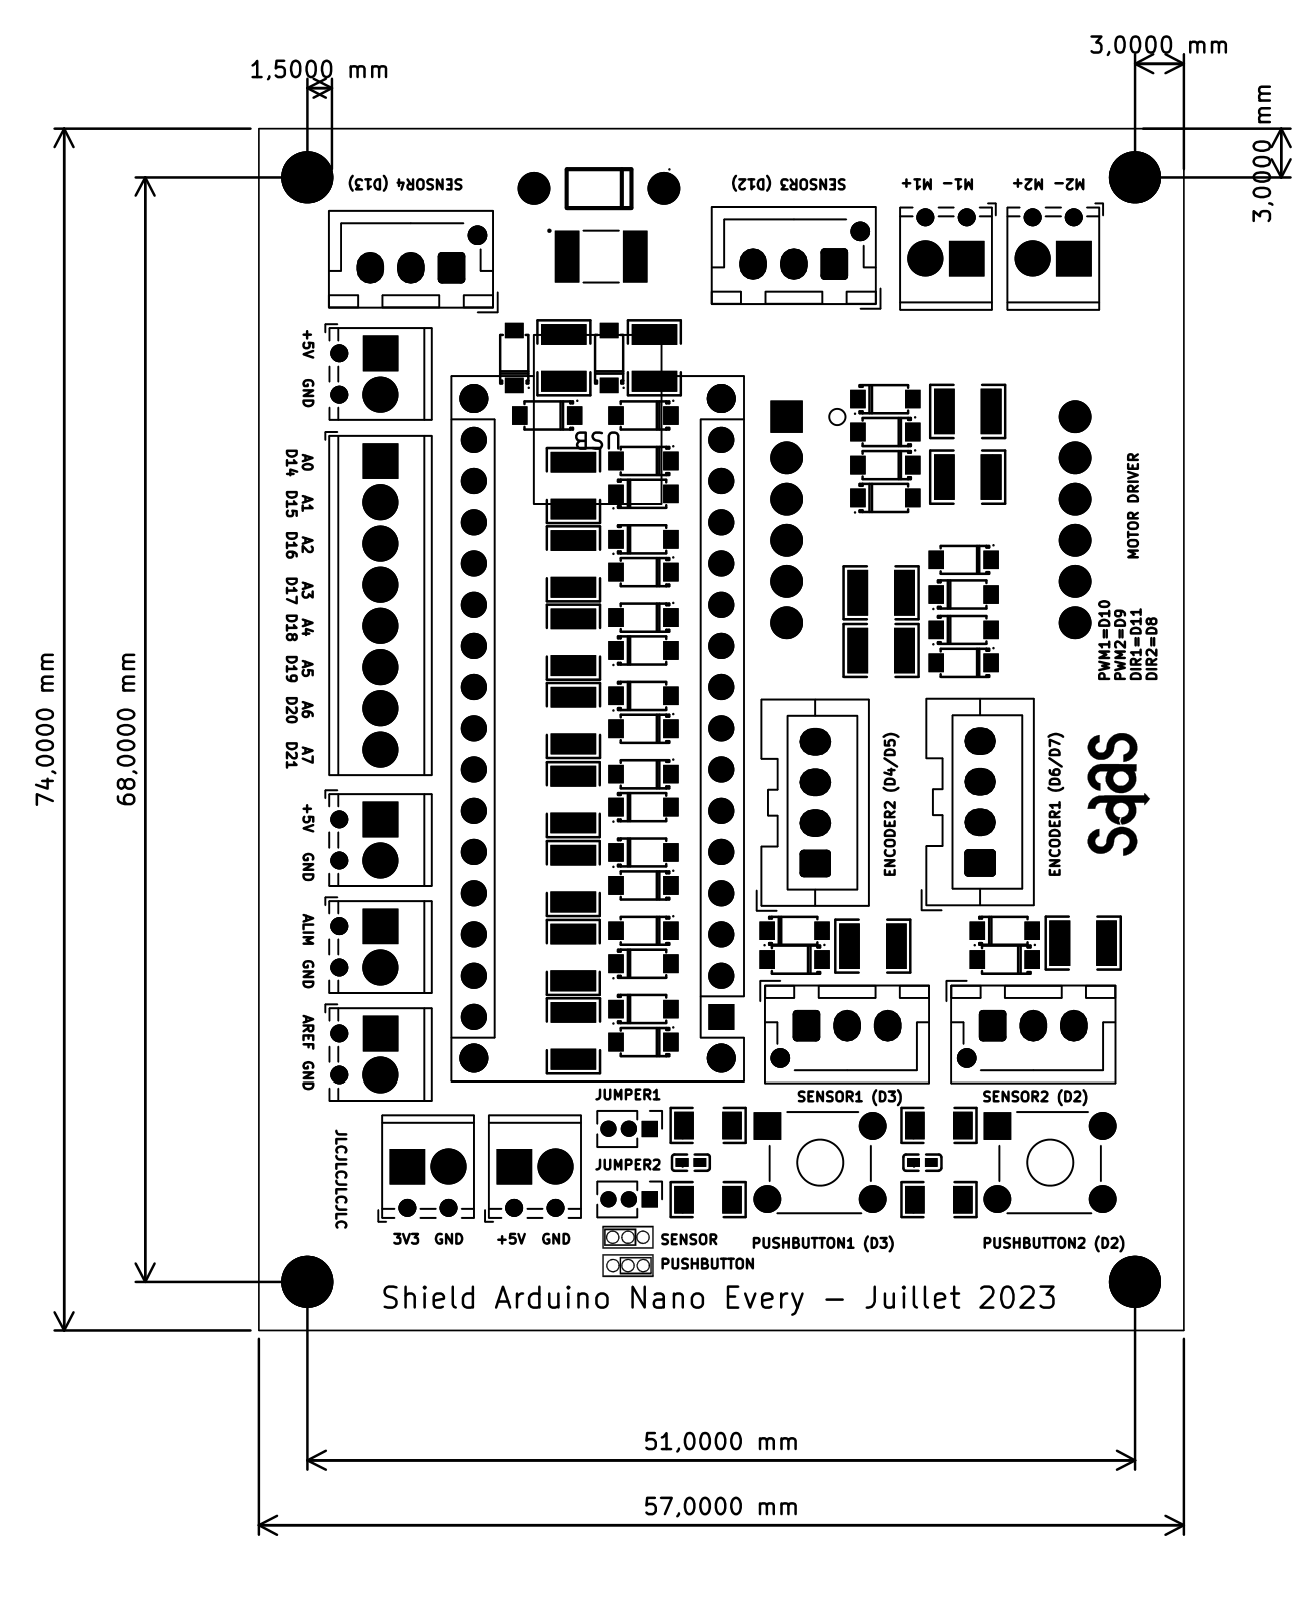 3,0000 mm
1,5000 mm
3,0000 mm
SENSOR4 (D13)
SENSOR3 (D12)
M1- M1+
M2- M2+
+5V
GND
USB
A0
D14
A1
D15
A2
D16
A3
D17
A4
D18
A5
D19
A6
D20
A7
D21
MOTOR DRIVER
PWM1=D10
PWM2=D9
DIR1=D11
DIR2=D8
74,0000 mm
68,0000 mm
ENCODER2 (D4/D5)
ENCODER1 (D6/D7)
SqaS
+5V
GND
ALIM
GND
AREF
GND
JUMPER1
SENSOR1 (D3)
SENSOR2 (D2)
JUMPER2
JLCJLCJLCJLC
3V3
GND
+5V
GND
SENSOR
PUSHBUTTON1 (D3)
PUSHBUTTON2 (D2)
PUSHBUTTON
Shield Arduino Nano Every - Juillet 2023
51,0000 mm
57,0000 mm